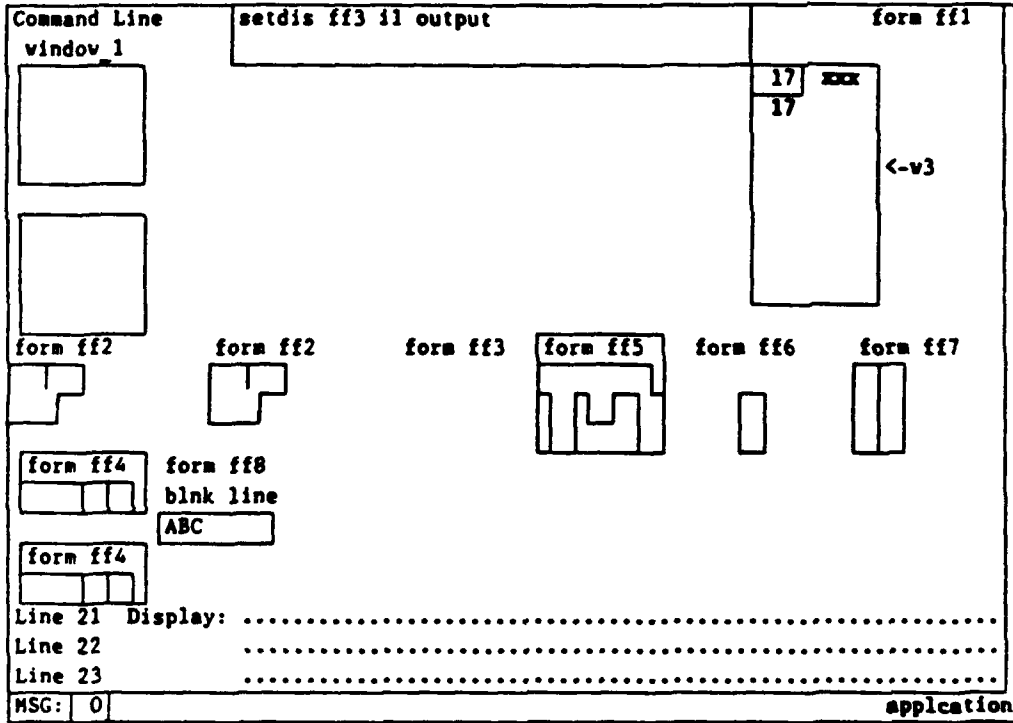 Command Line setdis ff3 i1 output form ff1
window_1
17 xxx
17
<-w3
form ff2 form ff2 form ff3 form ff5 form ff6 form ff7
form ff4 form ff8
blnk line
ABC
form ff4
Line 21 Display: ............................................................
Line 22 ............................................................
Line 23 ............................................................
MSG: 0 applcation